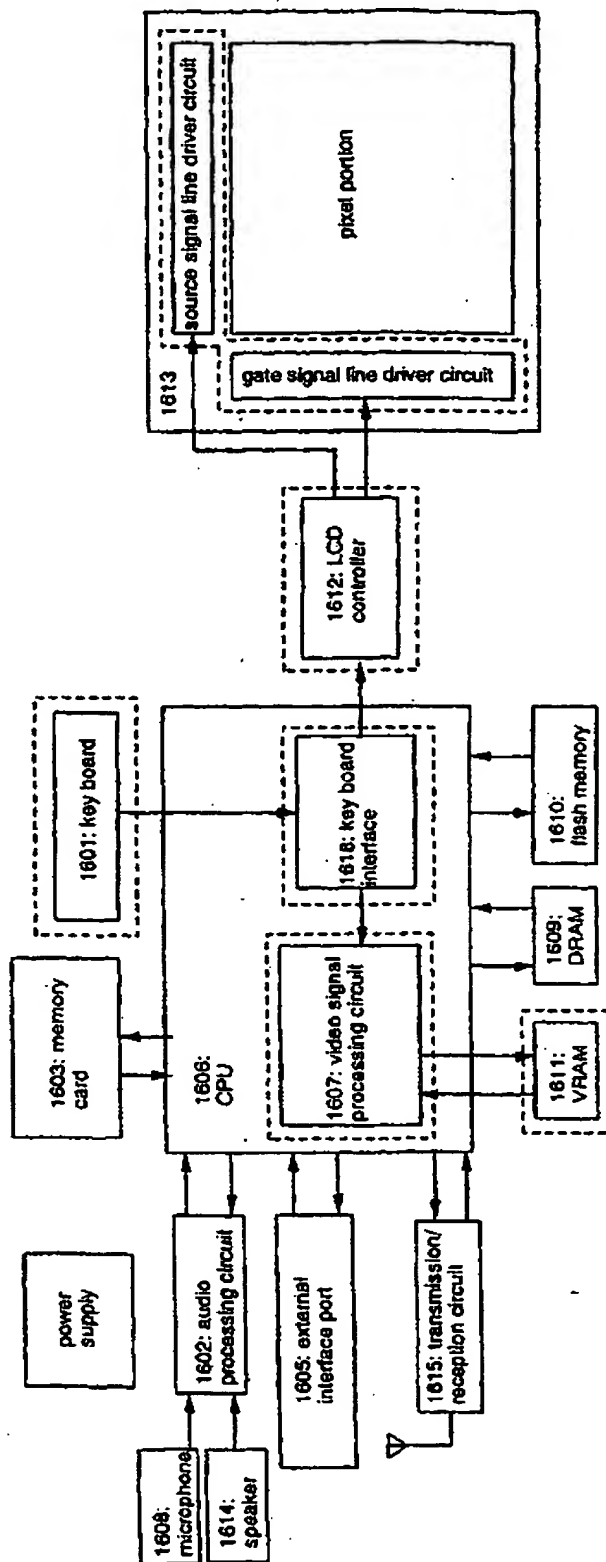 power
supply
1603: memory
card
1601: key board
1608:
microphone
1614:
speaker
1602: audio
processing circuit
1605: external
interface port
1615: transmission/
reception circuit
1606:
CPU
1607: video signal
processing circuit
1618: key board
interface
1611:
VRAM
1609:
DRAM
1610:
flash memory
1612: LCD
controller
1613
source signal line driver circuit
gate signal line driver circuit
pixel portion